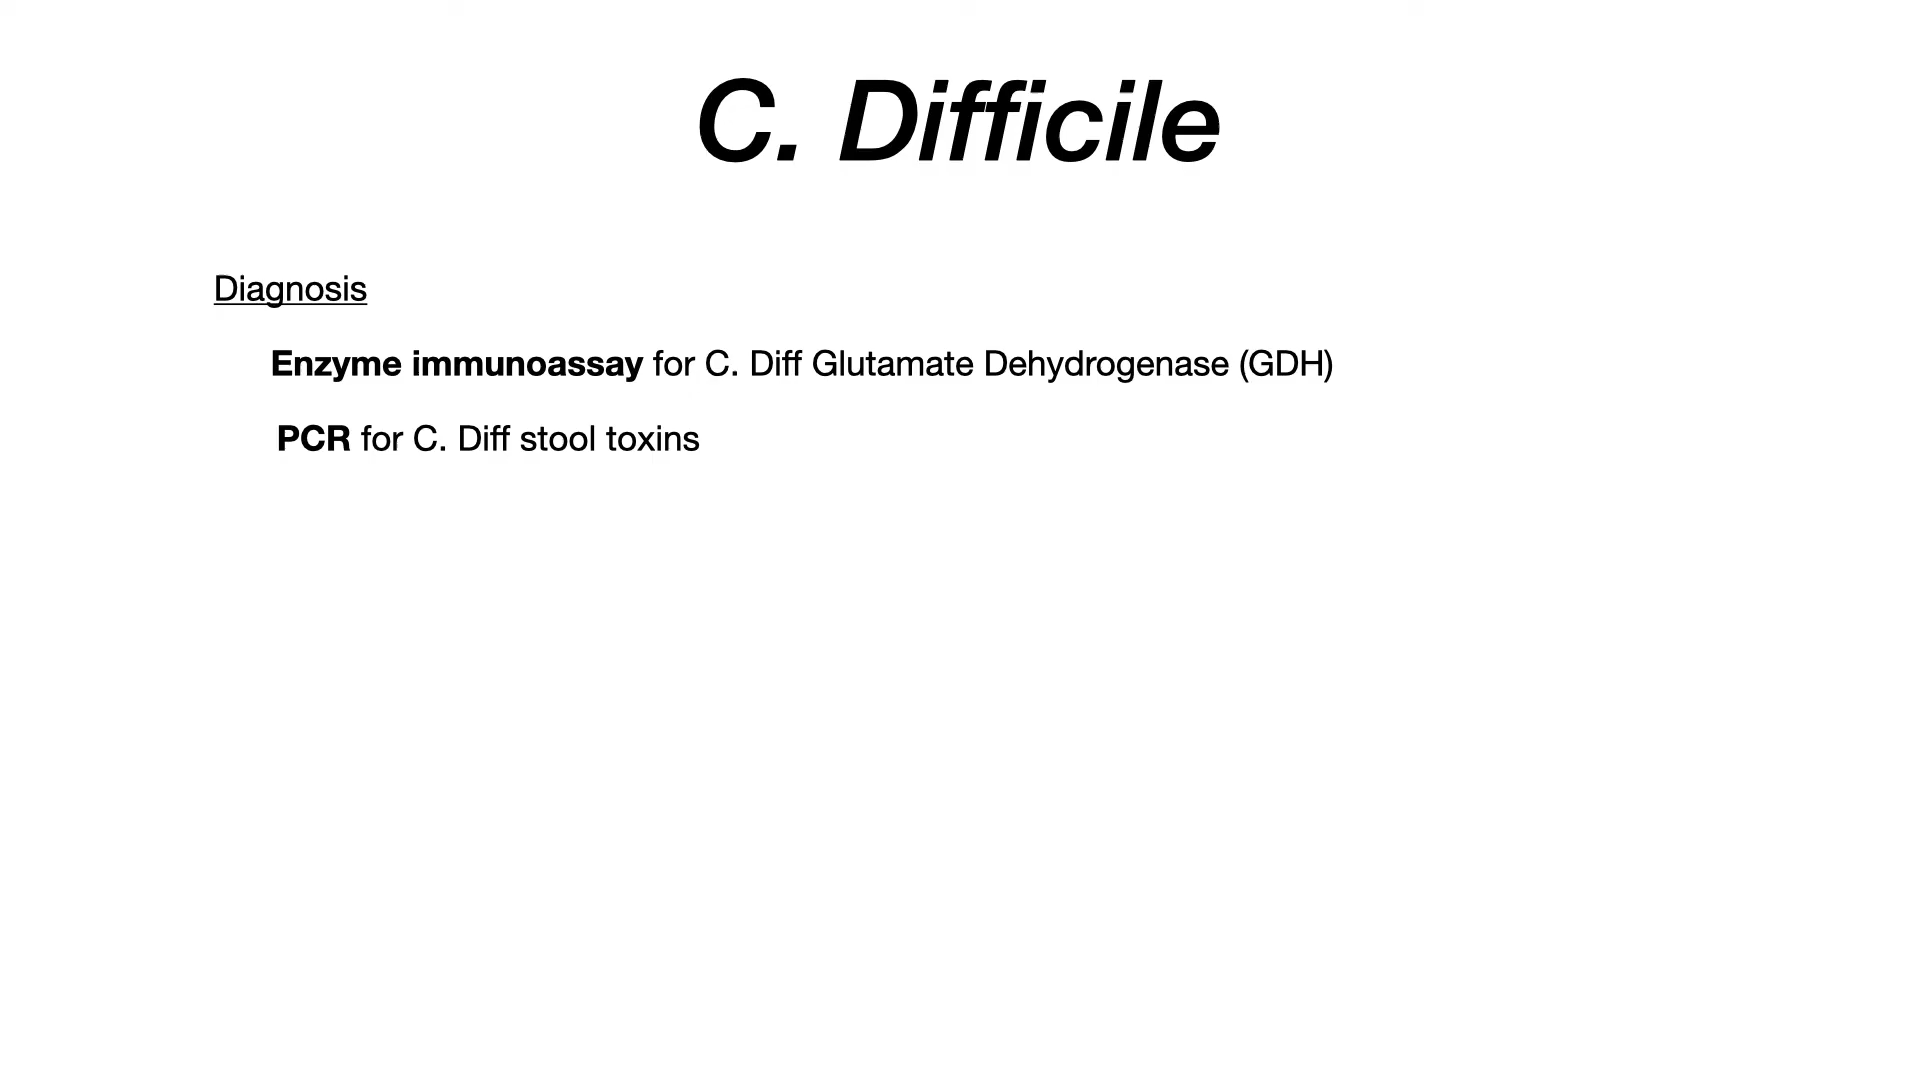 C. Difficile
Diagnosis
Enzyme immunoassay for C. Diff Glutamate Dehydrogenase (GDH)
PCR for C. Diff stool toxins